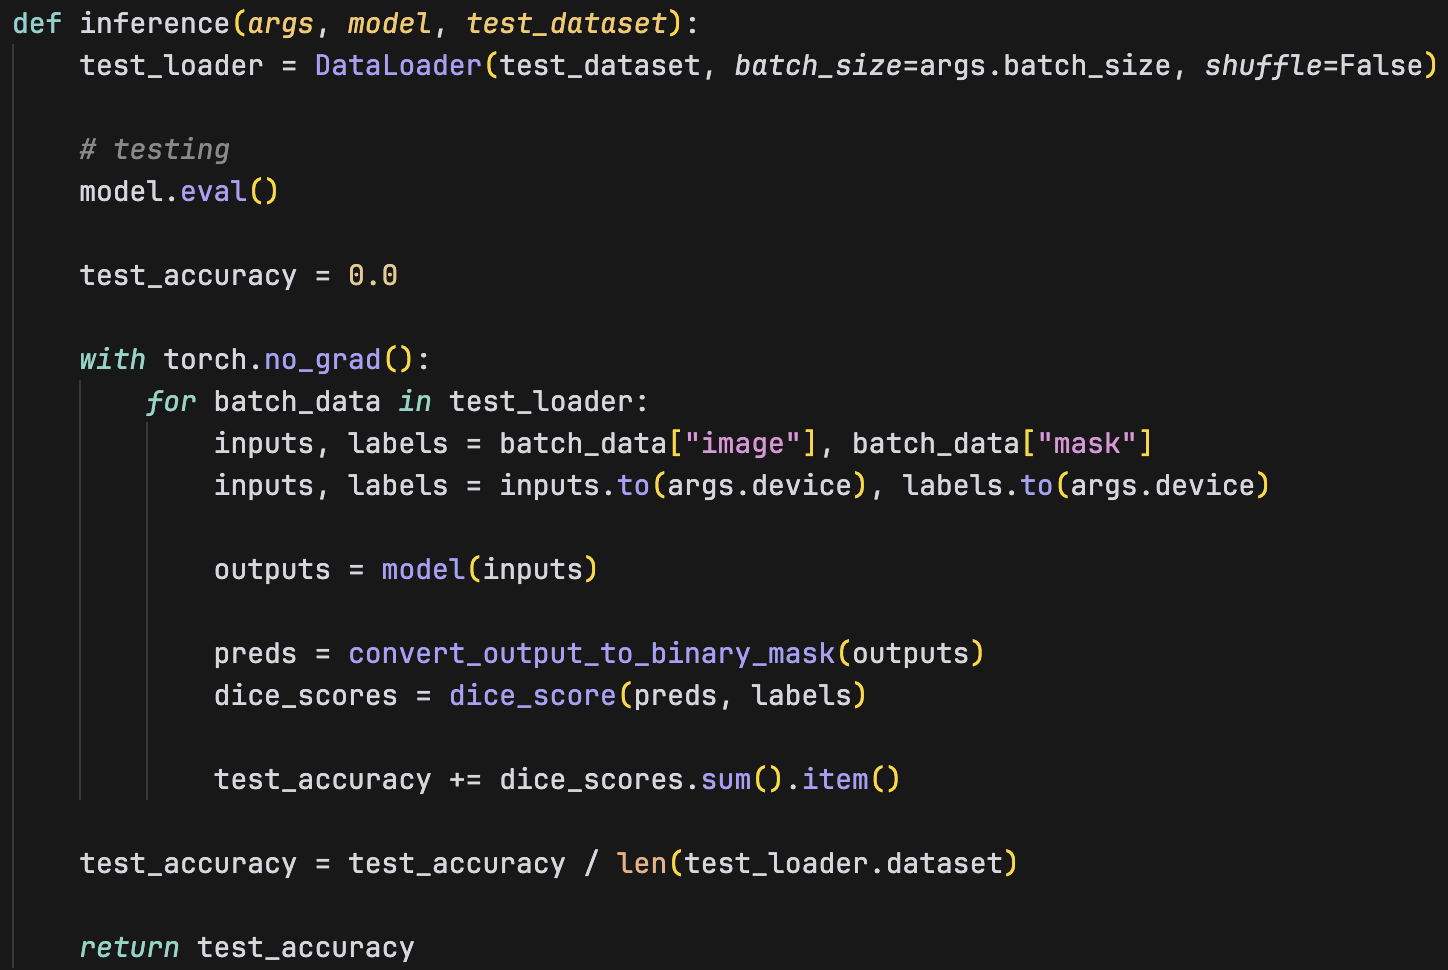 def inference(args, model, test_dataset):
    test_loader = DataLoader(test_dataset, batch_size=args.batch_size, shuffle=False)

    # testing
    model.eval()

    test_accuracy = 0.0

    with torch.no_grad():
        for batch_data in test_loader:
            inputs, labels = batch_data["image"], batch_data["mask"]
            inputs, labels = inputs.to(args.device), labels.to(args.device)

            outputs = model(inputs)

            preds = convert_output_to_binary_mask(outputs)
            dice_scores = dice_score(preds, labels)

            test_accuracy += dice_scores.sum().item()

    test_accuracy = test_accuracy / len(test_loader.dataset)

    return test_accuracy